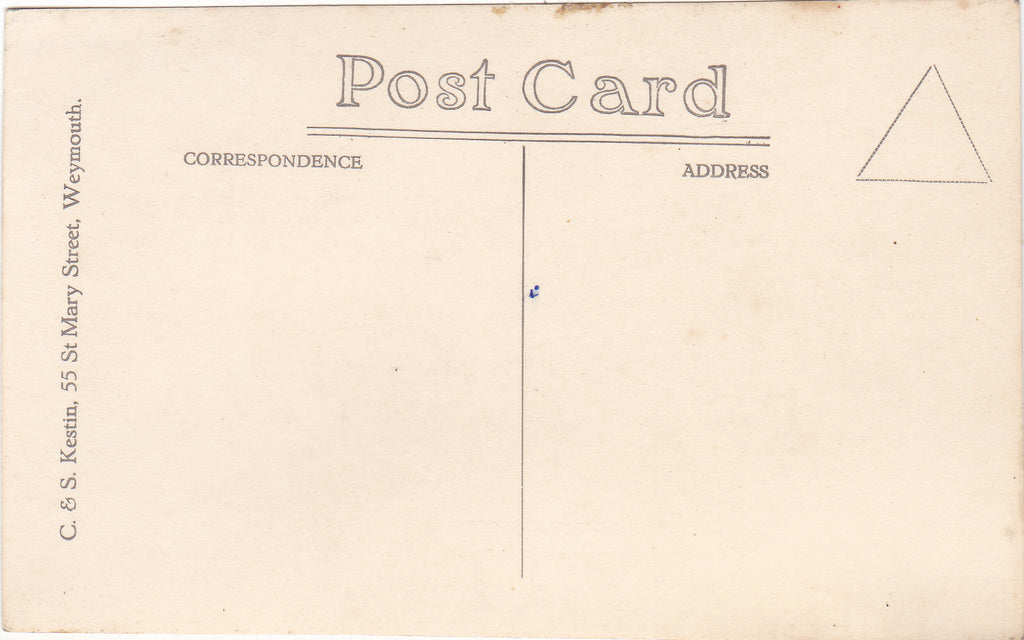 Post Card
CORRESPONDENCE
ADDRESS
C. & S. Kestin, 55 St Mary Street, Weymouth.